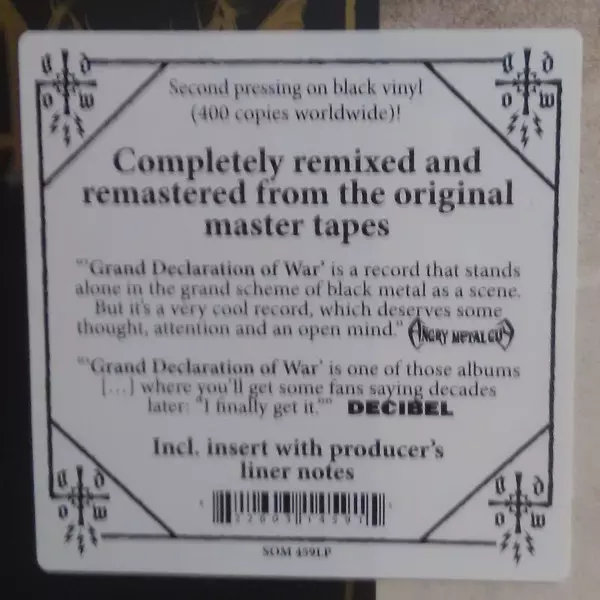 G D
O W
G D
O W
Second pressing on black vinyl
(400 copies worldwide)!
Completely remixed and
remastered from the original
master tapes
"'Grand Declaration of War' is a record that stands
alone in the grand scheme of black metal as a scene.
But it's a very cool record, which deserves some
thought, attention and an open mind." ANGRY METAL GUY
"'Grand Declaration of War' is one of those albums
[...] where you'll get some fans saying decades
later: "I finally get it."" DECIBEL
Incl. insert with producer's
liner notes
G D
O W
G D
O W
SOM 459LP